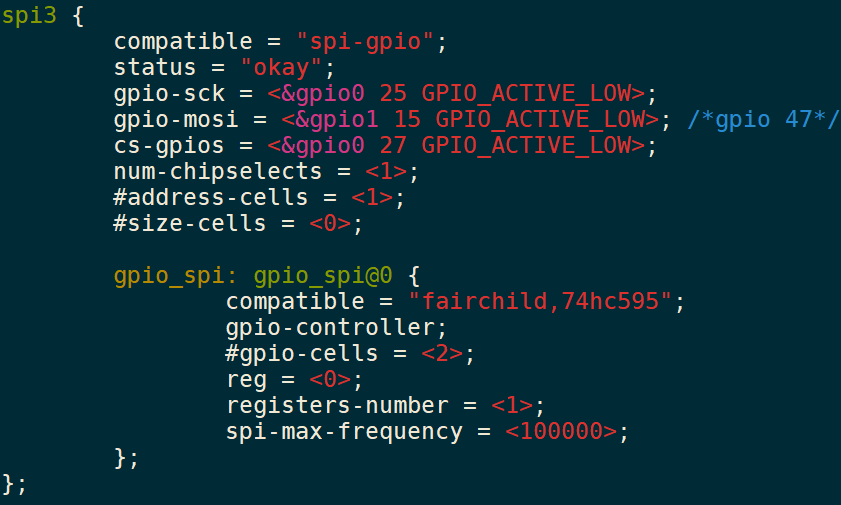 spi3 {
compatible = "spi-gpio";
status = "okay";
gpio-sck = <&gpio0 25 GPIO_ACTIVE_LOW>;
gpio-mosi = <&gpio1 15 GPIO_ACTIVE_LOW>; /*gpio 47*/
cs-gpios = <&gpio0 27 GPIO_ACTIVE_LOW>;
num-chipselects = <1>;
#address-cells = <1>;
#size-cells = <0>;
gpio_spi: gpio_spi@0 {
compatible = "fairchild,74hc595";
gpio-controller;
#gpio-cells = <2>;
reg = <0>;
registers-number = <1>;
spi-max-frequency = <100000>;
};
};